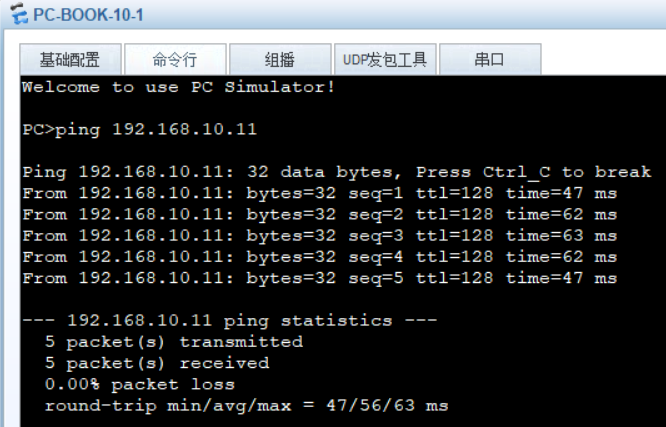 PC-BOOK-10-1
基础配置 命令行 组播 UDP发包工具 串口
Welcome to use PC Simulator!
PC>ping 192.168.10.11
Ping 192.168.10.11: 32 data bytes, Press Ctrl_C to break
From 192.168.10.11: bytes=32 seq=1 ttl=128 time=47 ms
From 192.168.10.11: bytes=32 seq=2 ttl=128 time=62 ms
From 192.168.10.11: bytes=32 seq=3 ttl=128 time=63 ms
From 192.168.10.11: bytes=32 seq=4 ttl=128 time=62 ms
From 192.168.10.11: bytes=32 seq=5 ttl=128 time=47 ms
--- 192.168.10.11 ping statistics ---
5 packet(s) transmitted
5 packet(s) received
0.00% packet loss
round-trip min/avg/max = 47/56/63 ms